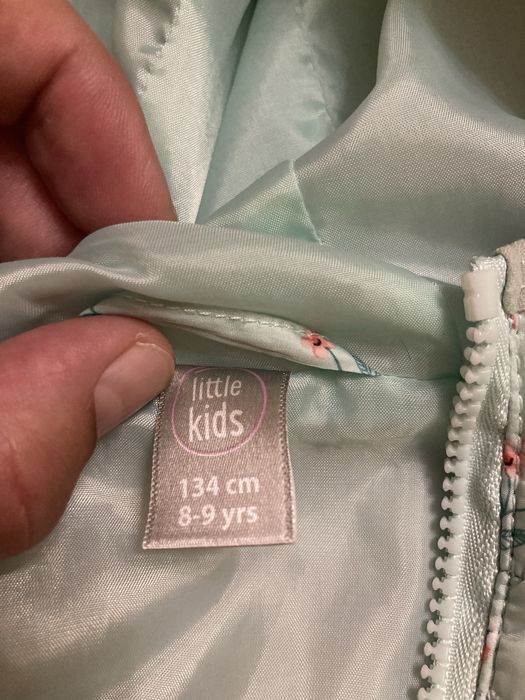 little
kids
134 cm
8-9 yrs